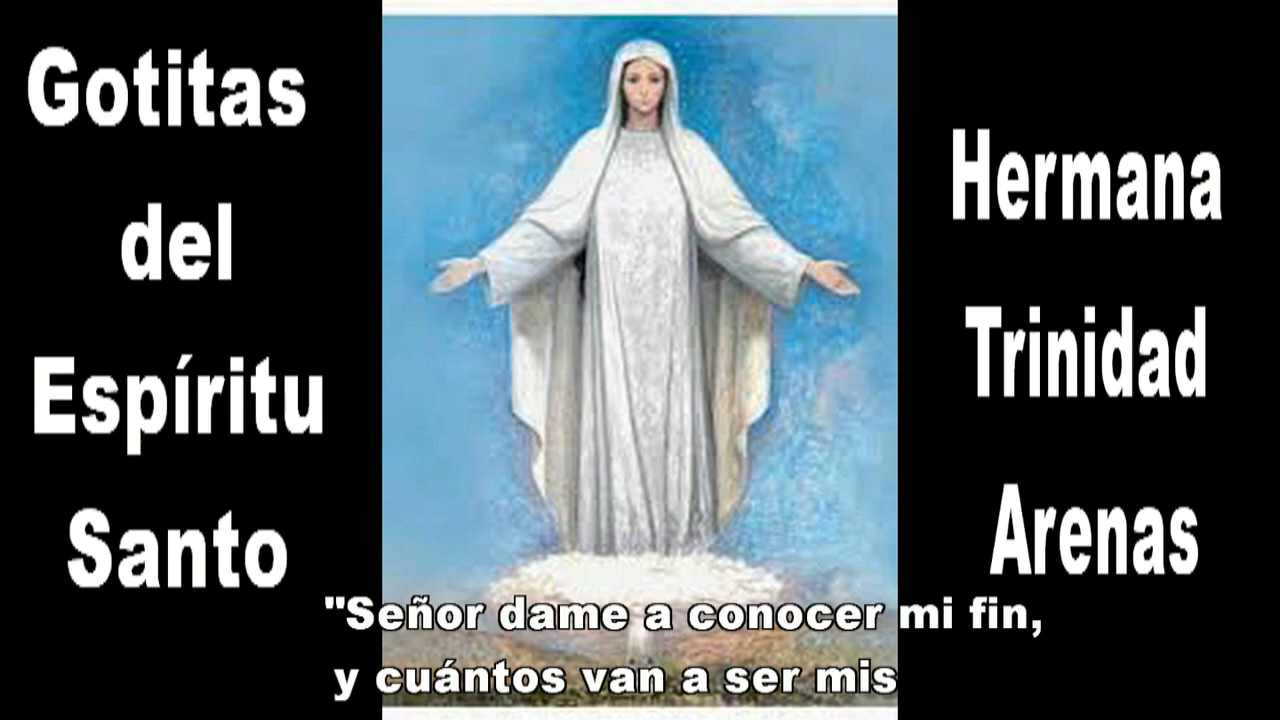 Gotitas
del
Espíritu
Santo
Hermana
Trinidad
Arenas
"Señor dame a conocer mi fin,
y cuántos van a ser mis